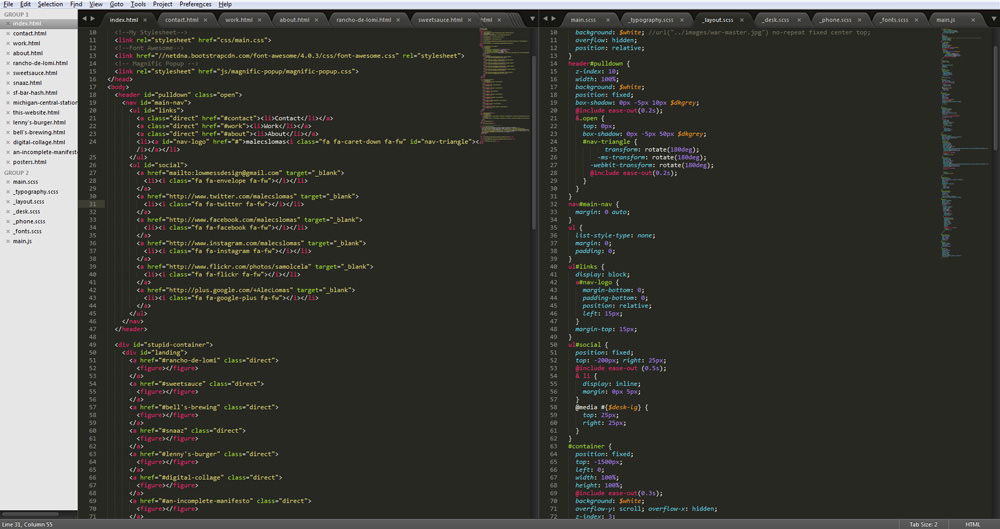 File Edit Selection Find View Goto Tools Project Preferences Help
GROUP 1
index.html
contact.html
work.html
about.html
rancho-de-lomi.html
sweetsauce.html
snaaz.html
sf-bar-hash.html
michigan-central-station
this-website.html
lenny's-burger.html
bell's-brewing.html
digital-collage.html
an-incomplete-manifesto
posters.html
GROUP 2
main.scss
_typography.scss
_layout.scss
_desk.scss
_phone.scss
_fonts.scss
main.js
index.html contact.html work.html about.html rancho-de-lomi.html sweetsauce.html
10 <!--My Stylesheet-->
11 <link rel="stylesheet" href="css/main.css">
12 <!--Font Awesome-->
13 <link href="//netdna.bootstrapcdn.com/font-awesome/4.0.3/css/font-awesome.css" rel="stylesheet">
14 <!-- Magnific Popup -->
15 <link rel="stylesheet" href="js/magnific-popup/magnific-popup.css">
16 </head>
17 <body>
18 <header id="pulldown" class="open">
19 <nav id="main-nav">
20 <ul id="links">
21 <a class="direct" href="#contact"><li>Contact</li></a>
22 <a class="direct" href="#work"><li>Work</li></a>
23 <a class="direct" href="#about"><li>About</li></a>
24 <li><a id="nav-logo" href="#">malecslomas<i class="fa fa-caret-down fa-fw" id="nav-triangle"><
/i></a></li>
25 </ul>
26 <ul id="social">
27 <a href="mailto:lowmessdesign@gmail.com" target="_blank">
28 <li><i class="fa fa-envelope fa-fw"></i></li>
29 </a>
30 <a href="http://www.twitter.com/malecslomas" target="_blank">
31 <li><i class="fa fa-twitter fa-fw"></i></li>
32 </a>
33 <a href="http://www.facebook.com/malecslomas" target="_blank">
34 <li><i class="fa fa-facebook fa-fw"></i></li>
35 </a>
36 <a href="http://www.instagram.com/malecslomas" target="_blank">
37 <li><i class="fa fa-instagram fa-fw"></i></li>
38 </a>
39 <a href="http://www.flickr.com/photos/samolcela" target="_blank">
40 <li><i class="fa fa-flickr fa-fw"></i></li>
41 </a>
42 <a href="http://plus.google.com/+AlecLomas" target="_blank">
43 <li><i class="fa fa-google-plus fa-fw"></i></li>
44 </a>
45 </ul>
46 </nav>
47 </header>
48
49 <div id="stupid-container">
50 <div id="landing">
51 <a href="#rancho-de-lomi" class="direct">
52 <figure></figure>
53 </a>
54 <a href="#sweetsauce" class="direct">
55 <figure></figure>
56 </a>
57 <a href="#bell's-brewing" class="direct">
58 <figure></figure>
59 </a>
60 <a href="#snaaz" class="direct">
61 <figure></figure>
62 </a>
63 <a href="#lenny's-burger" class="direct">
64 <figure></figure>
65 </a>
66 <a href="#digital-collage" class="direct">
67 <figure></figure>
68 </a>
69 <a href="#an-incomplete-manifesto" class="direct">
70 <figure></figure>
71 </a>
main.scss _typography.scss _layout.scss _desk.scss _phone.scss _fonts.scss main.js
10 background: $white; //url("../images/war-master.jpg") no-repeat fixed center top;
11 overflow: hidden;
12 position: relative;
13 }
14 header#pulldown {
15 z-index: 10;
16 width: 100%;
17 background: $white;
18 position: fixed;
19 box-shadow: 0px -5px 10px $dkgrey;
20 @include ease-out(0.2s);
21 &.open {
22 top: 0px;
23 box-shadow: 0px -5px 50px $dkgrey;
24 #nav-triangle {
25 transform: rotate(180deg);
26 -ms-transform: rotate(180deg);
27 -webkit-transform: rotate(180deg);
28 @include ease-out(0.2s);
29 }
30 }
31 }
32 nav#main-nav {
33 margin: 0 auto;
34 }
35 ul {
36 list-style-type: none;
37 margin: 0;
38 padding: 0;
39 }
40 ul#links {
41 display: block;
42 a#nav-logo {
43 margin-bottom: 0;
44 padding-bottom: 0;
45 position: relative;
46 left: 15px;
47 }
48 margin-top: 15px;
49 }
50 ul#social {
51 position: fixed;
52 top: -200px; right: 25px;
53 @include ease-out (0.5s);
54 & li {
55 display: inline;
56 margin: 0px 5px;
57 }
58 @media #{$desk-lg} {
59 top: 25px;
60 right: 25px;
61 }
62 }
63 #container {
64 position: fixed;
65 top: -1500px;
66 left: 0;
67 width: 100%;
68 height: 100%;
69 @include ease-out(0.3s);
70 background: $white;
71 overflow-y: scroll; overflow-x: hidden;
72 z-index: 3;
Line 31, Column 55
Tab Size: 2 HTML